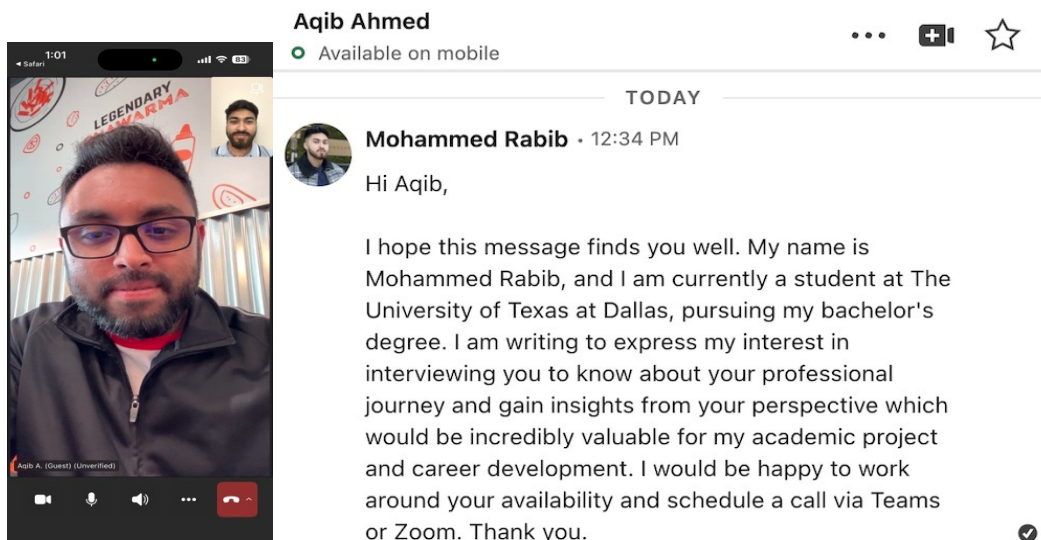 1:01
Safari
83
LEGENDARY
SHAWARMA
Aqib A. (Guest) (Unverified)
Aqib Ahmed
Available on mobile
TODAY
Mohammed Rabib • 12:34 PM
Hi Aqib,
I hope this message finds you well. My name is
Mohammed Rabib, and I am currently a student at The
University of Texas at Dallas, pursuing my bachelor's
degree. I am writing to express my interest in
interviewing you to know about your professional
journey and gain insights from your perspective which
would be incredibly valuable for my academic project
and career development. I would be happy to work
around your availability and schedule a call via Teams
or Zoom. Thank you.